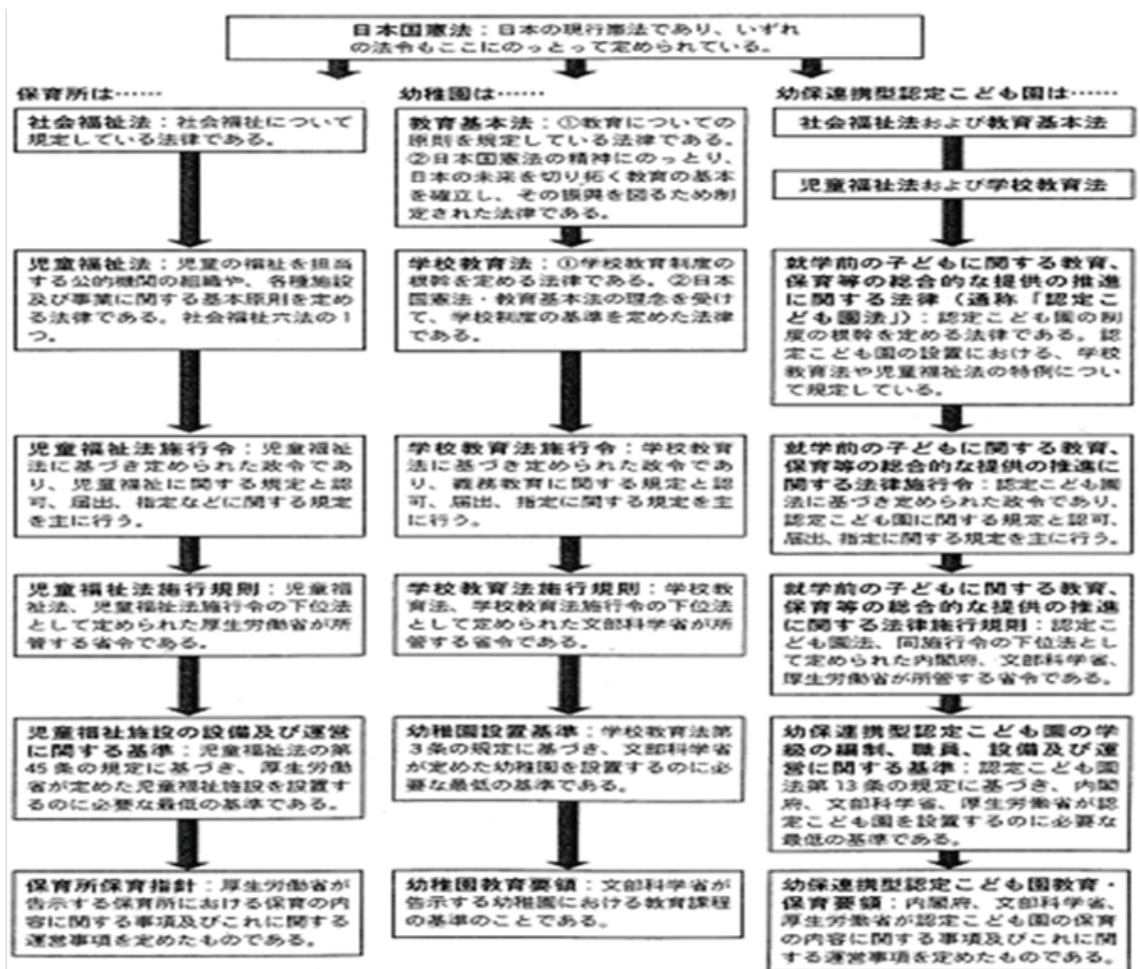 日本国憲法：日本の現行憲法であり、いずれ
の法令もここにのっとって定められている。
保育所は……
社会福祉法：社会福祉について
規定している法律である。
児童福祉法：児童の福祉を担当
する公的機関の組織や、各種施設
及び事業に関する基本原則を定め
る法律である。社会福祉六法の1
つ。
児童福祉法施行令：児童福祉
法に基づき定められた政令であ
り、児童福祉に関する規定と認
可、届出、指定などに関する規定
を主に行う。
児童福祉法施行規則：児童福
祉法、児童福祉法施行令の下位法
として定められた厚生労働省が所
管する省令である。
児童福祉施設の設備及び運営
に関する基準：児童福祉法の第
45条の規定に基づき、厚生労働
省が定めた児童福祉施設を設置す
るのに必要な最低の基準である。
保育所保育指針：厚生労働省が
告示する保育所における保育の内
容に関する事項及びこれに関する
運営事項を定めたものである。
幼稚園は……
教育基本法：①教育についての
原則を規定している法律である。
②日本国憲法の精神にのっとり、
日本の未来を切り拓く教育の基本
を確立し、その振興を図るため制
定された法律である。
学校教育法：①学校教育制度の
根幹を定める法律である。②日本
国憲法・教育基本法の理念を受け
て、学校制度の基準を定めた法律
である。
学校教育法施行令：学校教育
法に基づき定められた政令であ
り、義務教育に関する規定と認
可、届出、指定に関する規定を主
に行う。
学校教育法施行規則：学校教
育法、学校教育法施行令の下位法
として定められた文部科学省が所
管する省令である。
幼稚園設置基準：学校教育法第
3条の規定に基づき、文部科学省
が定めた幼稚園を設置するのに必
要な最低の基準である。
幼稚園教育要領：文部科学省が
告示する幼稚園における教育課程
の基準のことである。
幼保連携型認定こども園は……
社会福祉法および教育基本法
児童福祉法および学校教育法
就学前の子どもに関する教育、
保育等の総合的な提供の推進
に関する法律（通称「認定こ
ども園法」）：認定こども園の制
度の根幹を定める法律である。認
定こども園の設置における、学校
教育法や児童福祉法の特例につい
て規定している。
就学前の子どもに関する教育、
保育等の総合的な提供の推進に
関する法律施行令：認定こども園
法に基づき定められた政令であり、
認定こども園に関する規定と認可、
届出、指定に関する規定を主に行う。
就学前の子どもに関する教育、
保育等の総合的な提供の推進
に関する法律施行規則：認定こ
ども園法、同施行令の下位法とし
て定められた内閣府、文部科学省、
厚生労働省が所管する省令である。
幼保連携型認定こども園の学
級の編制、職員、設備及び運
営に関する基準：認定こども園
法第13条の規定に基づき、内閣
府、文部科学省、厚生労働省が認
定こども園を設置するのに必要な
最低の基準である。
幼保連携型認定こども園教育・
保育要領：内閣府、文部科学省、
厚生労働省が認定こども園の保育
の内容に関する事項及びこれに関
する運営事項を定めたものである。